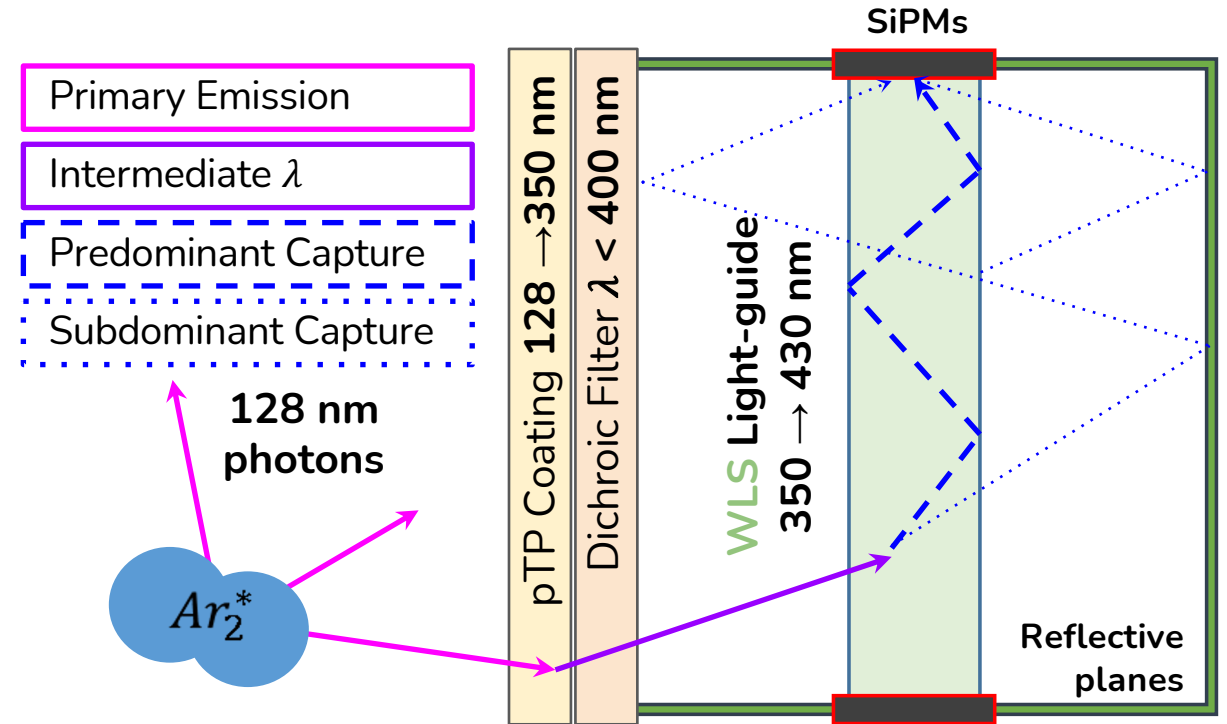 SiPMs
Primary Emission
Intermediate λ
Predominant Capture
Subdominant Capture
128 nm
photons
Ar₂*
pTP Coating 128 →350 nm
Dichroic Filter λ < 400 nm
WLS Light-guide
350 → 430 nm
Reflective
planes